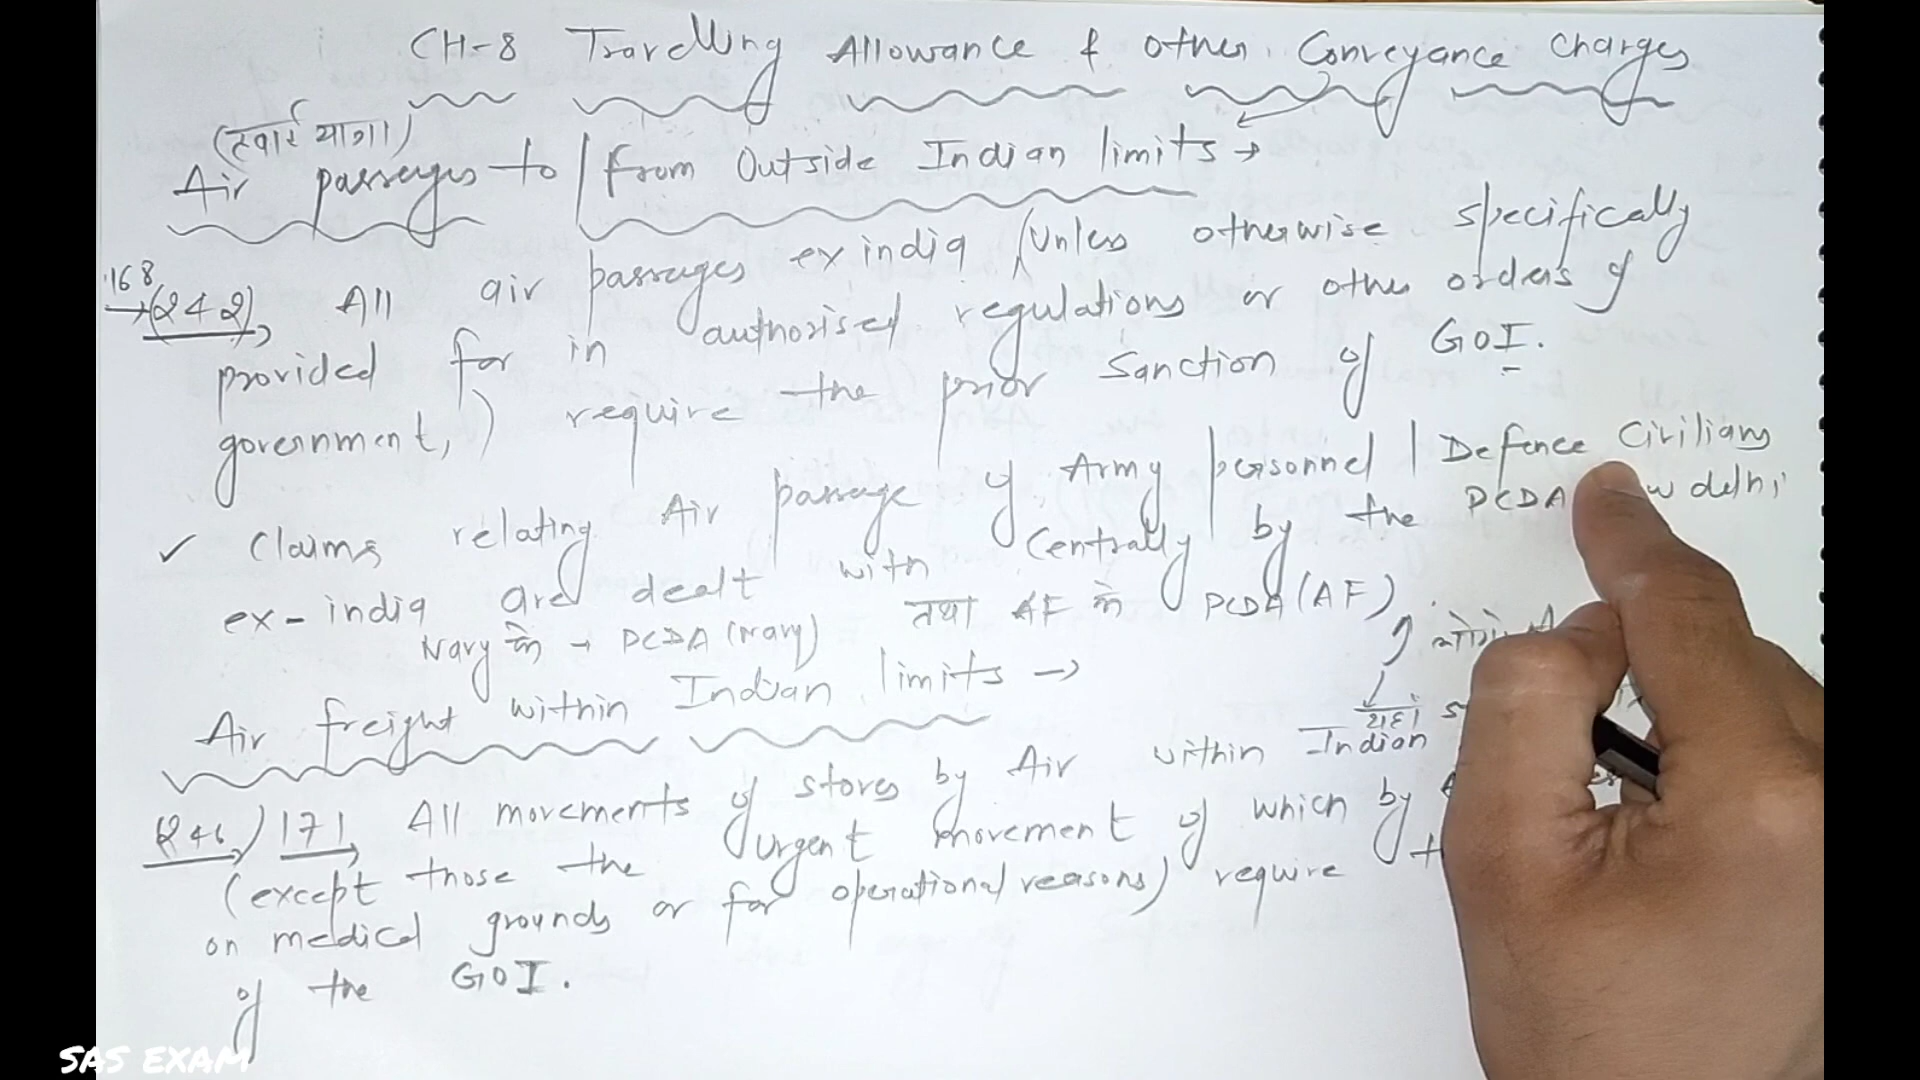 CH-8 Travelling Allowance & other Conveyance charges
(हवाई यात्रा)
Air passages to / from Outside Indian limits →
168
→(242) All air passages ex india (Unless otherwise specifically
provided for in authorised regulations or other orders of
government,) require the prior Sanction of GOI.
✓ Claims relating Air passage of Army personnel / Defence Civilians
ex-india are dealt with Centrally by the PCDA delhi
Navy के → PCDA (Navy) तथा AF के PCDA (AF)
Air freight within Indian limits →
यहां
(246)/171 All movements of stores by Air within Indian
(except those the urgent movement of which by
on medical grounds or for operational reasons) require
of the GOI.
SAS EXAM